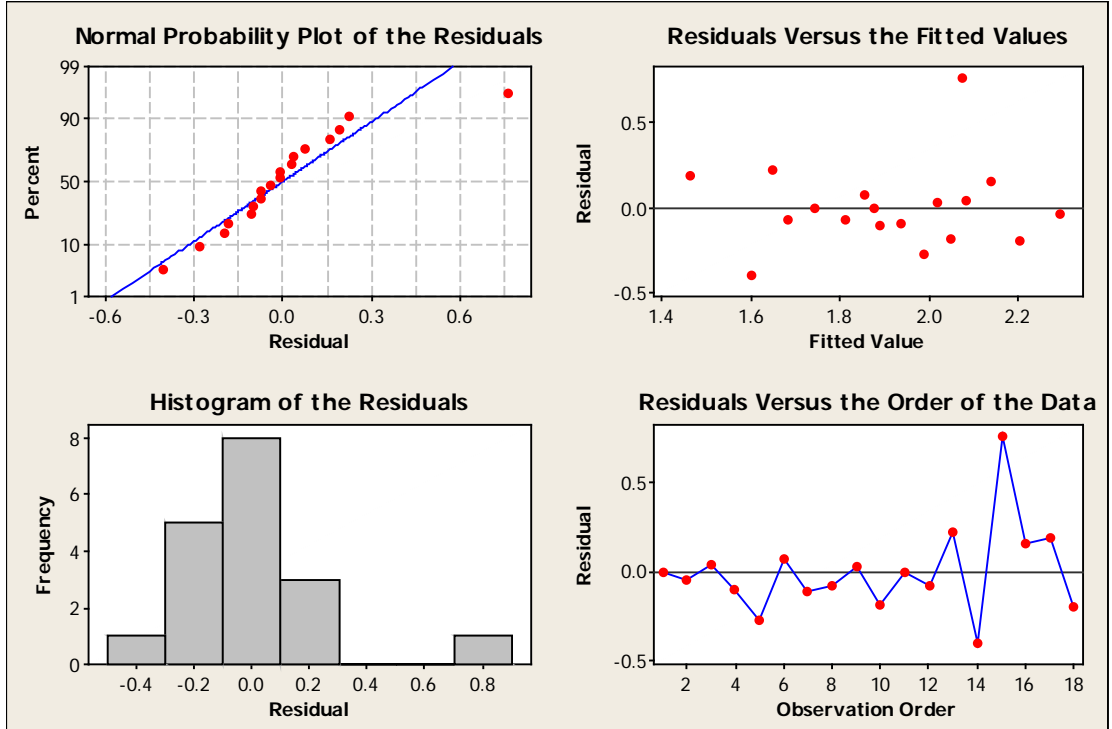 Normal Probability Plot of the Residuals
99
90
50
10
1
Percent
-0.6 -0.3 0.0 0.3 0.6
Residual
Residuals Versus the Fitted Values
0.5
0.0
-0.5
Residual
1.4 1.6 1.8 2.0 2.2
Fitted Value
Histogram of the Residuals
8
6
4
2
0
Frequency
-0.4 -0.2 0.0 0.2 0.4 0.6 0.8
Residual
Residuals Versus the Order of the Data
0.5
0.0
-0.5
Residual
2 4 6 8 10 12 14 16 18
Observation Order